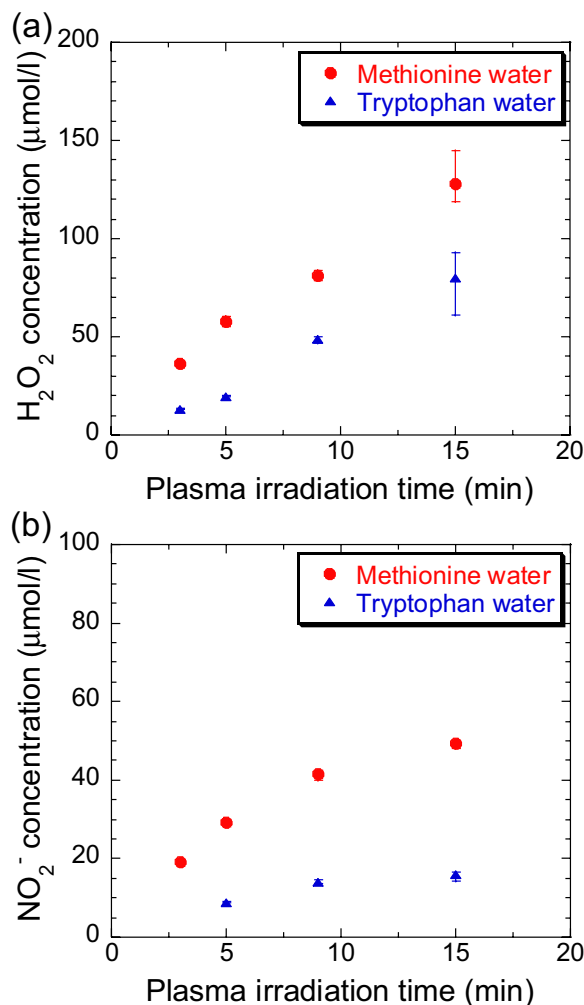 (a)
200
150
100
50
0
H₂O₂ concentration (μmol/l)
Methionine water
Tryptophan water
0 5 10 15 20
Plasma irradiation time (min)
(b)
100
80
60
40
20
0
NO₂⁻ concentration (μmol/l)
Methionine water
Tryptophan water
0 5 10 15 20
Plasma irradiation time (min)